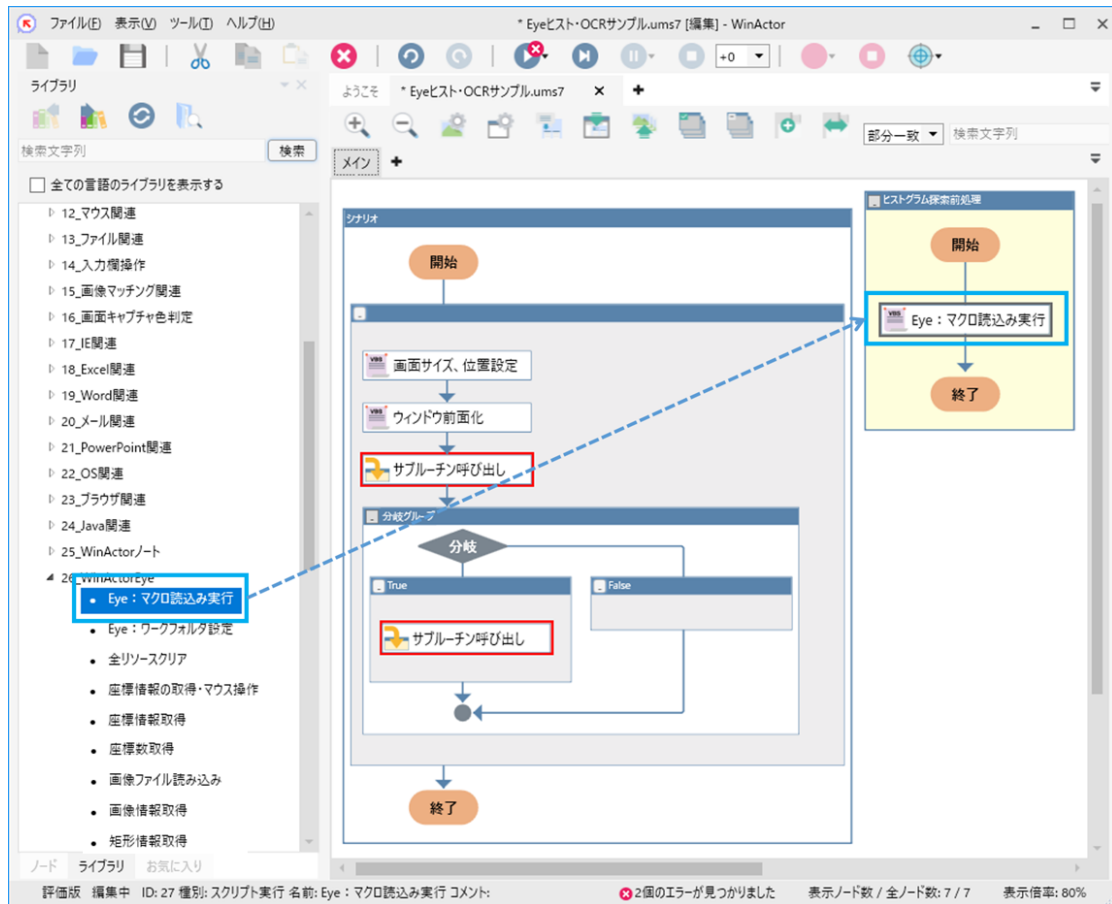 ファイル(F) 表示(V) ツール(T) ヘルプ(H)
* Eyeヒスト・OCRサンプル.ums7 [編集] - WinActor
+0
ライブラリ
検索文字列
検索
全ての言語のライブラリを表示する
12_マウス関連
13_ファイル関連
14_入力欄操作
15_画像マッチング関連
16_画面キャプチャ色判定
17_IE関連
18_Excel関連
19_Word関連
20_メール関連
21_PowerPoint関連
22_OS関連
23_ブラウザ関連
24_Java関連
25_WinActorノート
26_WinActorEye
Eye：マクロ読込み実行
Eye：ワークフォルダ設定
全リソースクリア
座標情報の取得・マウス操作
座標情報取得
座標数取得
画像ファイル読み込み
画像情報取得
矩形情報取得
ノード ライブラリ お気に入り
ようこそ * Eyeヒスト・OCRサンプル.ums7
部分一致 検索文字列
メイン
シナリオ
開始
VBS 画面サイズ、位置設定
VBS ウィンドウ前面化
サブルーチン呼び出し
分岐グループ
分岐
True
False
サブルーチン呼び出し
終了
ヒストグラム探索前処理
開始
VBS Eye：マクロ読込み実行
終了
評価版 編集中 ID: 27 種別: スクリプト実行 名前: Eye：マクロ読込み実行 コメント:
2個のエラーが見つかりました
表示ノード数 / 全ノード数: 7 / 7
表示倍率: 80%